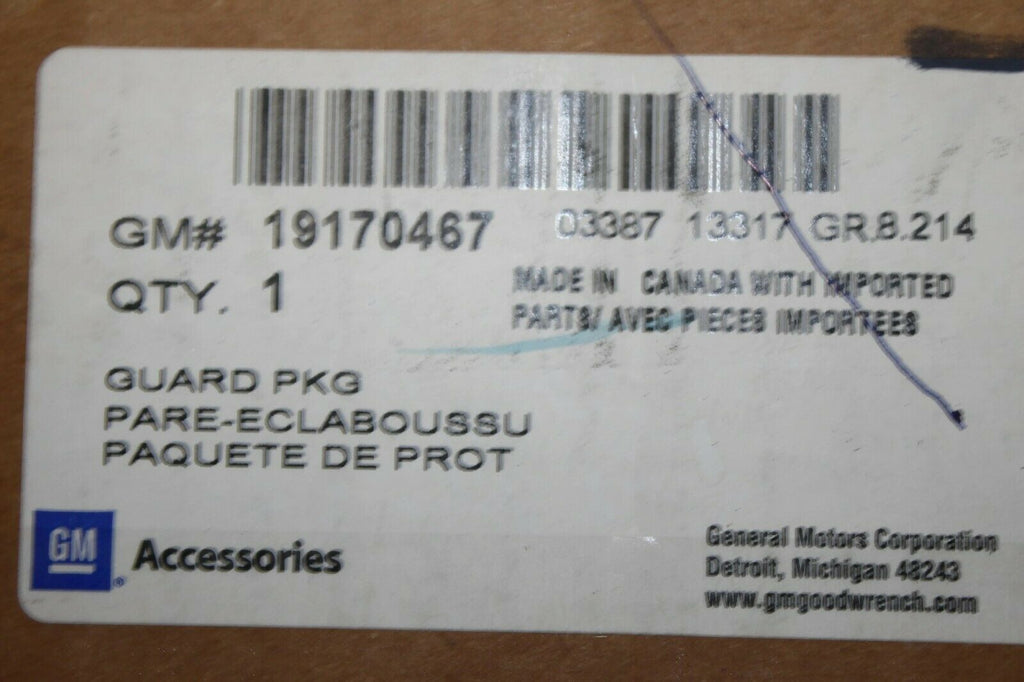 GM# 19170467 03387 13317 GR.8.214
QTY. 1
MADE IN CANADA WITH IMPORTED
PARTS/ AVEC PIECES IMPORTEES
GUARD PKG
PARE-ECLABOUSSU
PAQUETE DE PROT
GM
® Accessories
General Motors Corporation
Detroit, Michigan 48243
www.gmgoodwrench.com